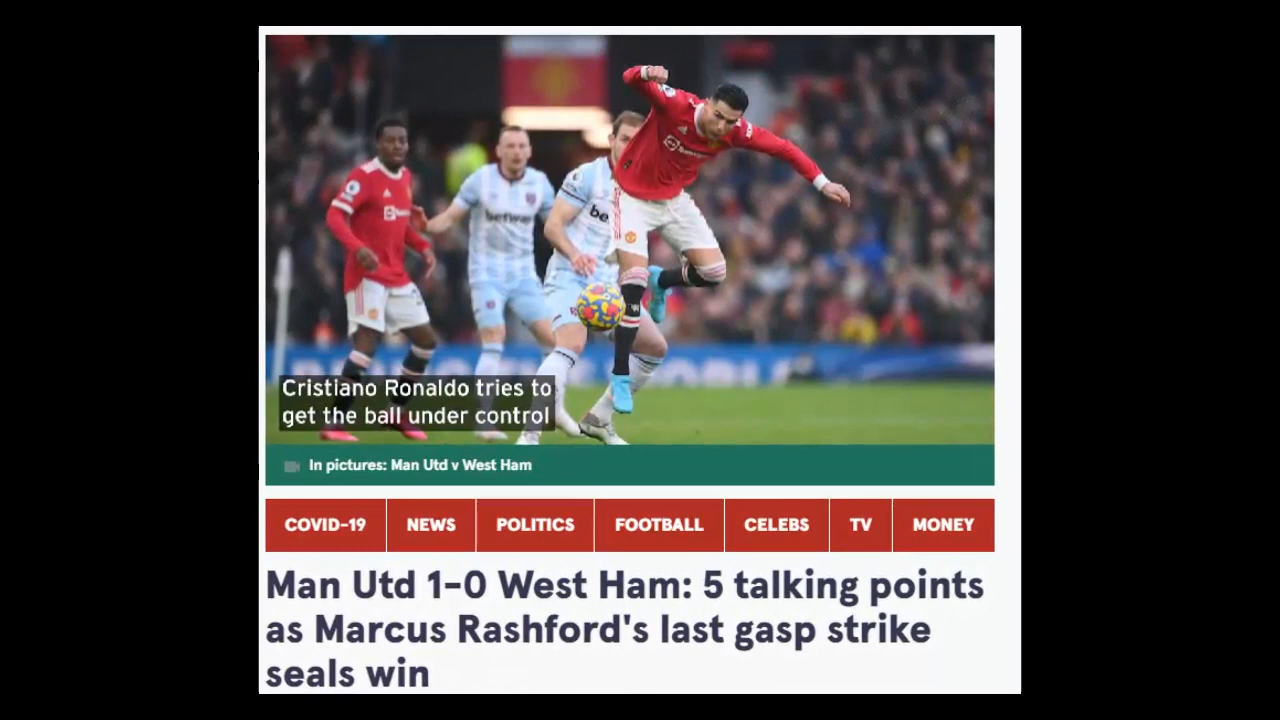 betway
be
Cristiano Ronaldo tries to
get the ball under control
In pictures: Man Utd v West Ham
COVID-19 NEWS POLITICS FOOTBALL CELEBS TV MONEY
Man Utd 1-0 West Ham: 5 talking points
as Marcus Rashford's last gasp strike
seals win